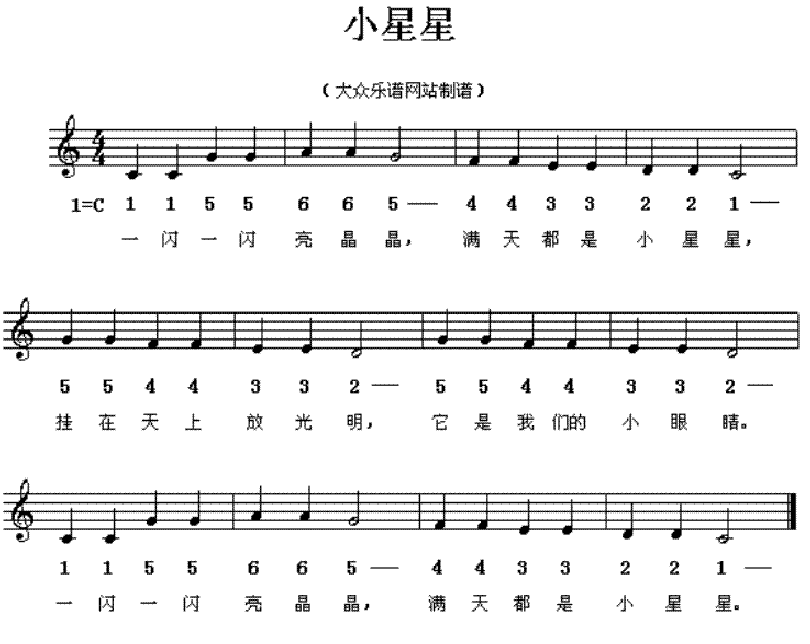 小星星
（大众乐谱网站制谱）
4 4
1=C 1 1 5 5 6 6 5 — 4 4 3 3 2 2 1 —
一闪一闪 亮晶晶， 满天都是 小星星，
5 5 4 4 3 3 2 — 5 5 4 4 3 3 2 —
挂在天上 放光明， 它是我们的 小眼睛。
1 1 5 5 6 6 5 — 4 4 3 3 2 2 1 —
一闪一闪 亮晶晶， 满天都是 小星星。